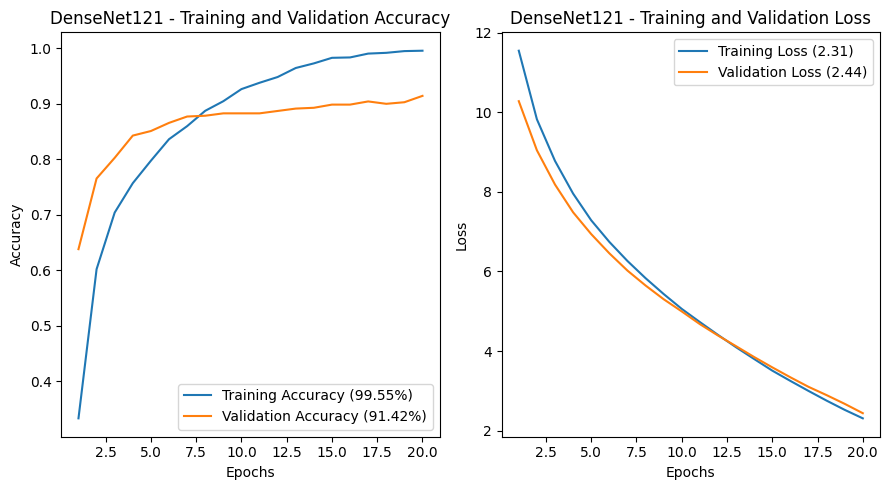 DenseNet121 - Training and Validation Accuracy
1.0
0.9
0.8
0.7
0.6
0.5
0.4
Accuracy
Training Accuracy (99.55%)
Validation Accuracy (91.42%)
2.5 5.0 7.5 10.0 12.5 15.0 17.5 20.0
Epochs
DenseNet121 - Training and Validation Loss
12
10
8
6
4
2
Loss
Training Loss (2.31)
Validation Loss (2.44)
2.5 5.0 7.5 10.0 12.5 15.0 17.5 20.0
Epochs